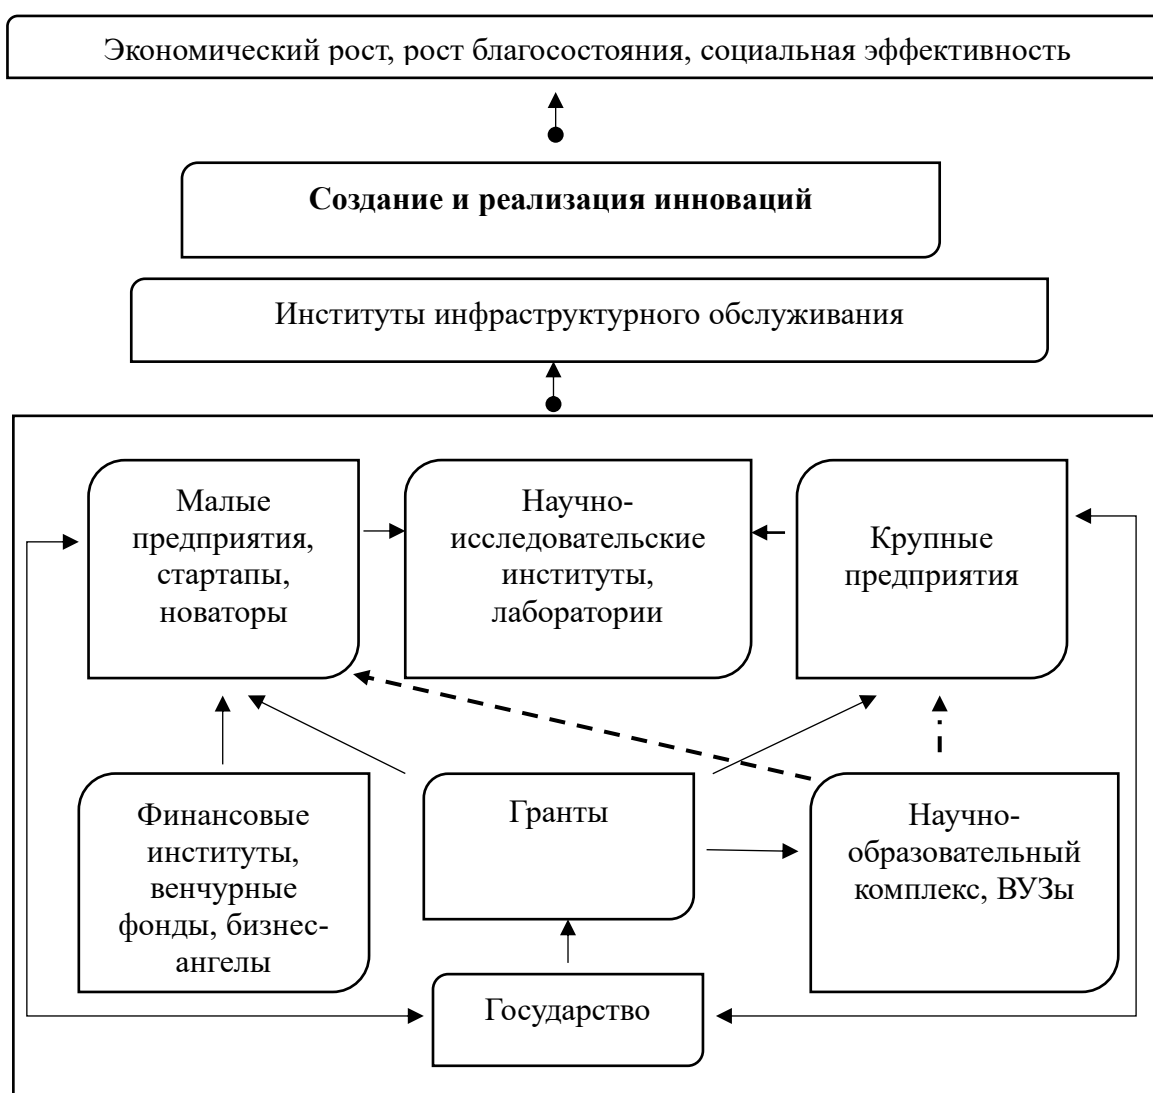 Экономический рост, рост благосостояния, социальная эффективность
Создание и реализация инноваций
Институты инфраструктурного обслуживания
Малые
предприятия,
стартапы,
новаторы
Научно-
исследовательские
институты,
лаборатории
Крупные
предприятия
Финансовые
институты,
венчурные
фонды, бизнес-
ангелы
Гранты
Научно-
образовательный
комплекс, ВУЗы
Государство